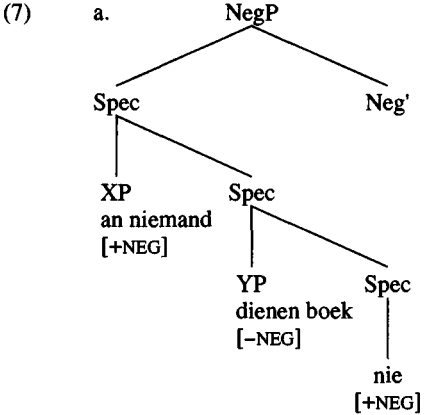 (7) a. NegP
Spec Neg'
XP Spec
an niemand
[+NEG]
YP Spec
dienen boek
[−NEG]
nie
[+NEG]